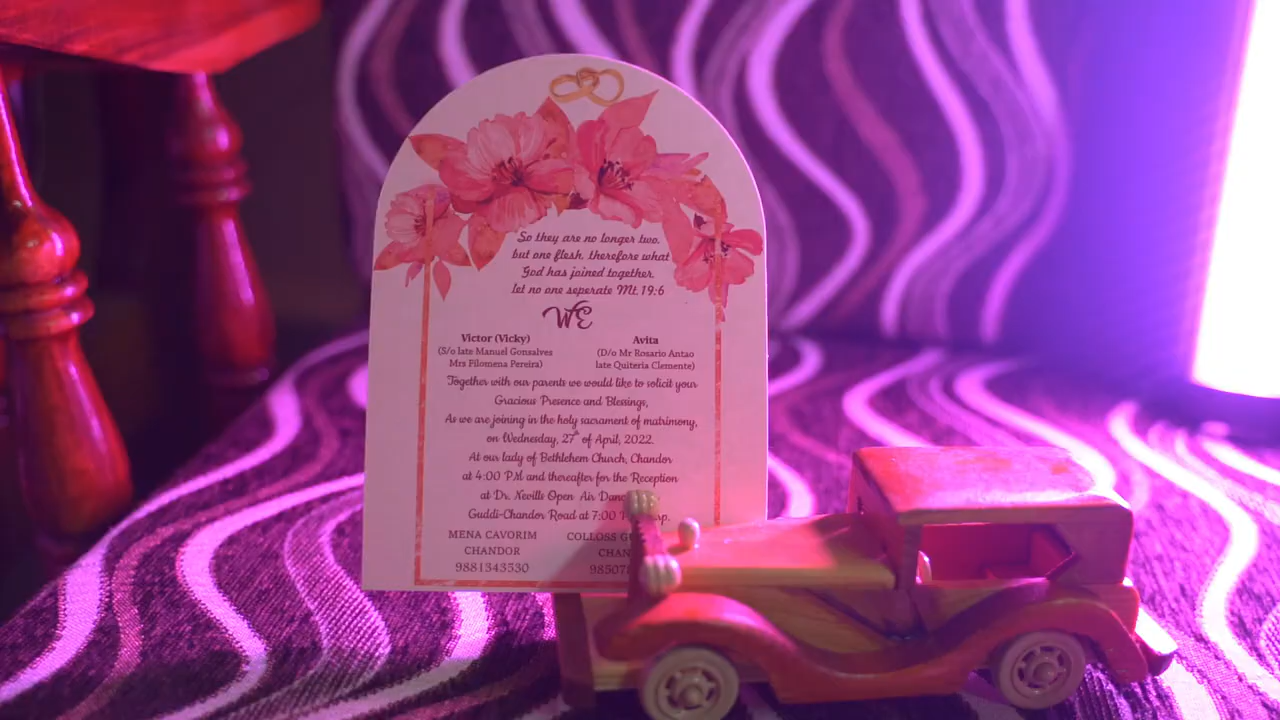 So they are no longer two,
but one flesh, therefore what
God has joined together,
let no one seperate Mt. 19:6
WE
Victor (Vicky)
(S/o late Manuel Gonsalves
Mrs Filomena Pereira)
Avita
(D/o Mr Rosario Antao
late Quiteria Clemente)
Together with our parents we would like to solicit your
Gracious Presence and Blessings,
As we are joining in the holy sacrament of matrimony,
on Wednesday, 27th of April, 2022.
At our lady of Bethlehem Church, Chandor
at 4:00 P.M and thereafter for the Reception
at Dr. Neville Open Air
Guddi-Chandor Road at 7:00
MENA CAVORIM
CHANDOR
9881343530
COLLOSS